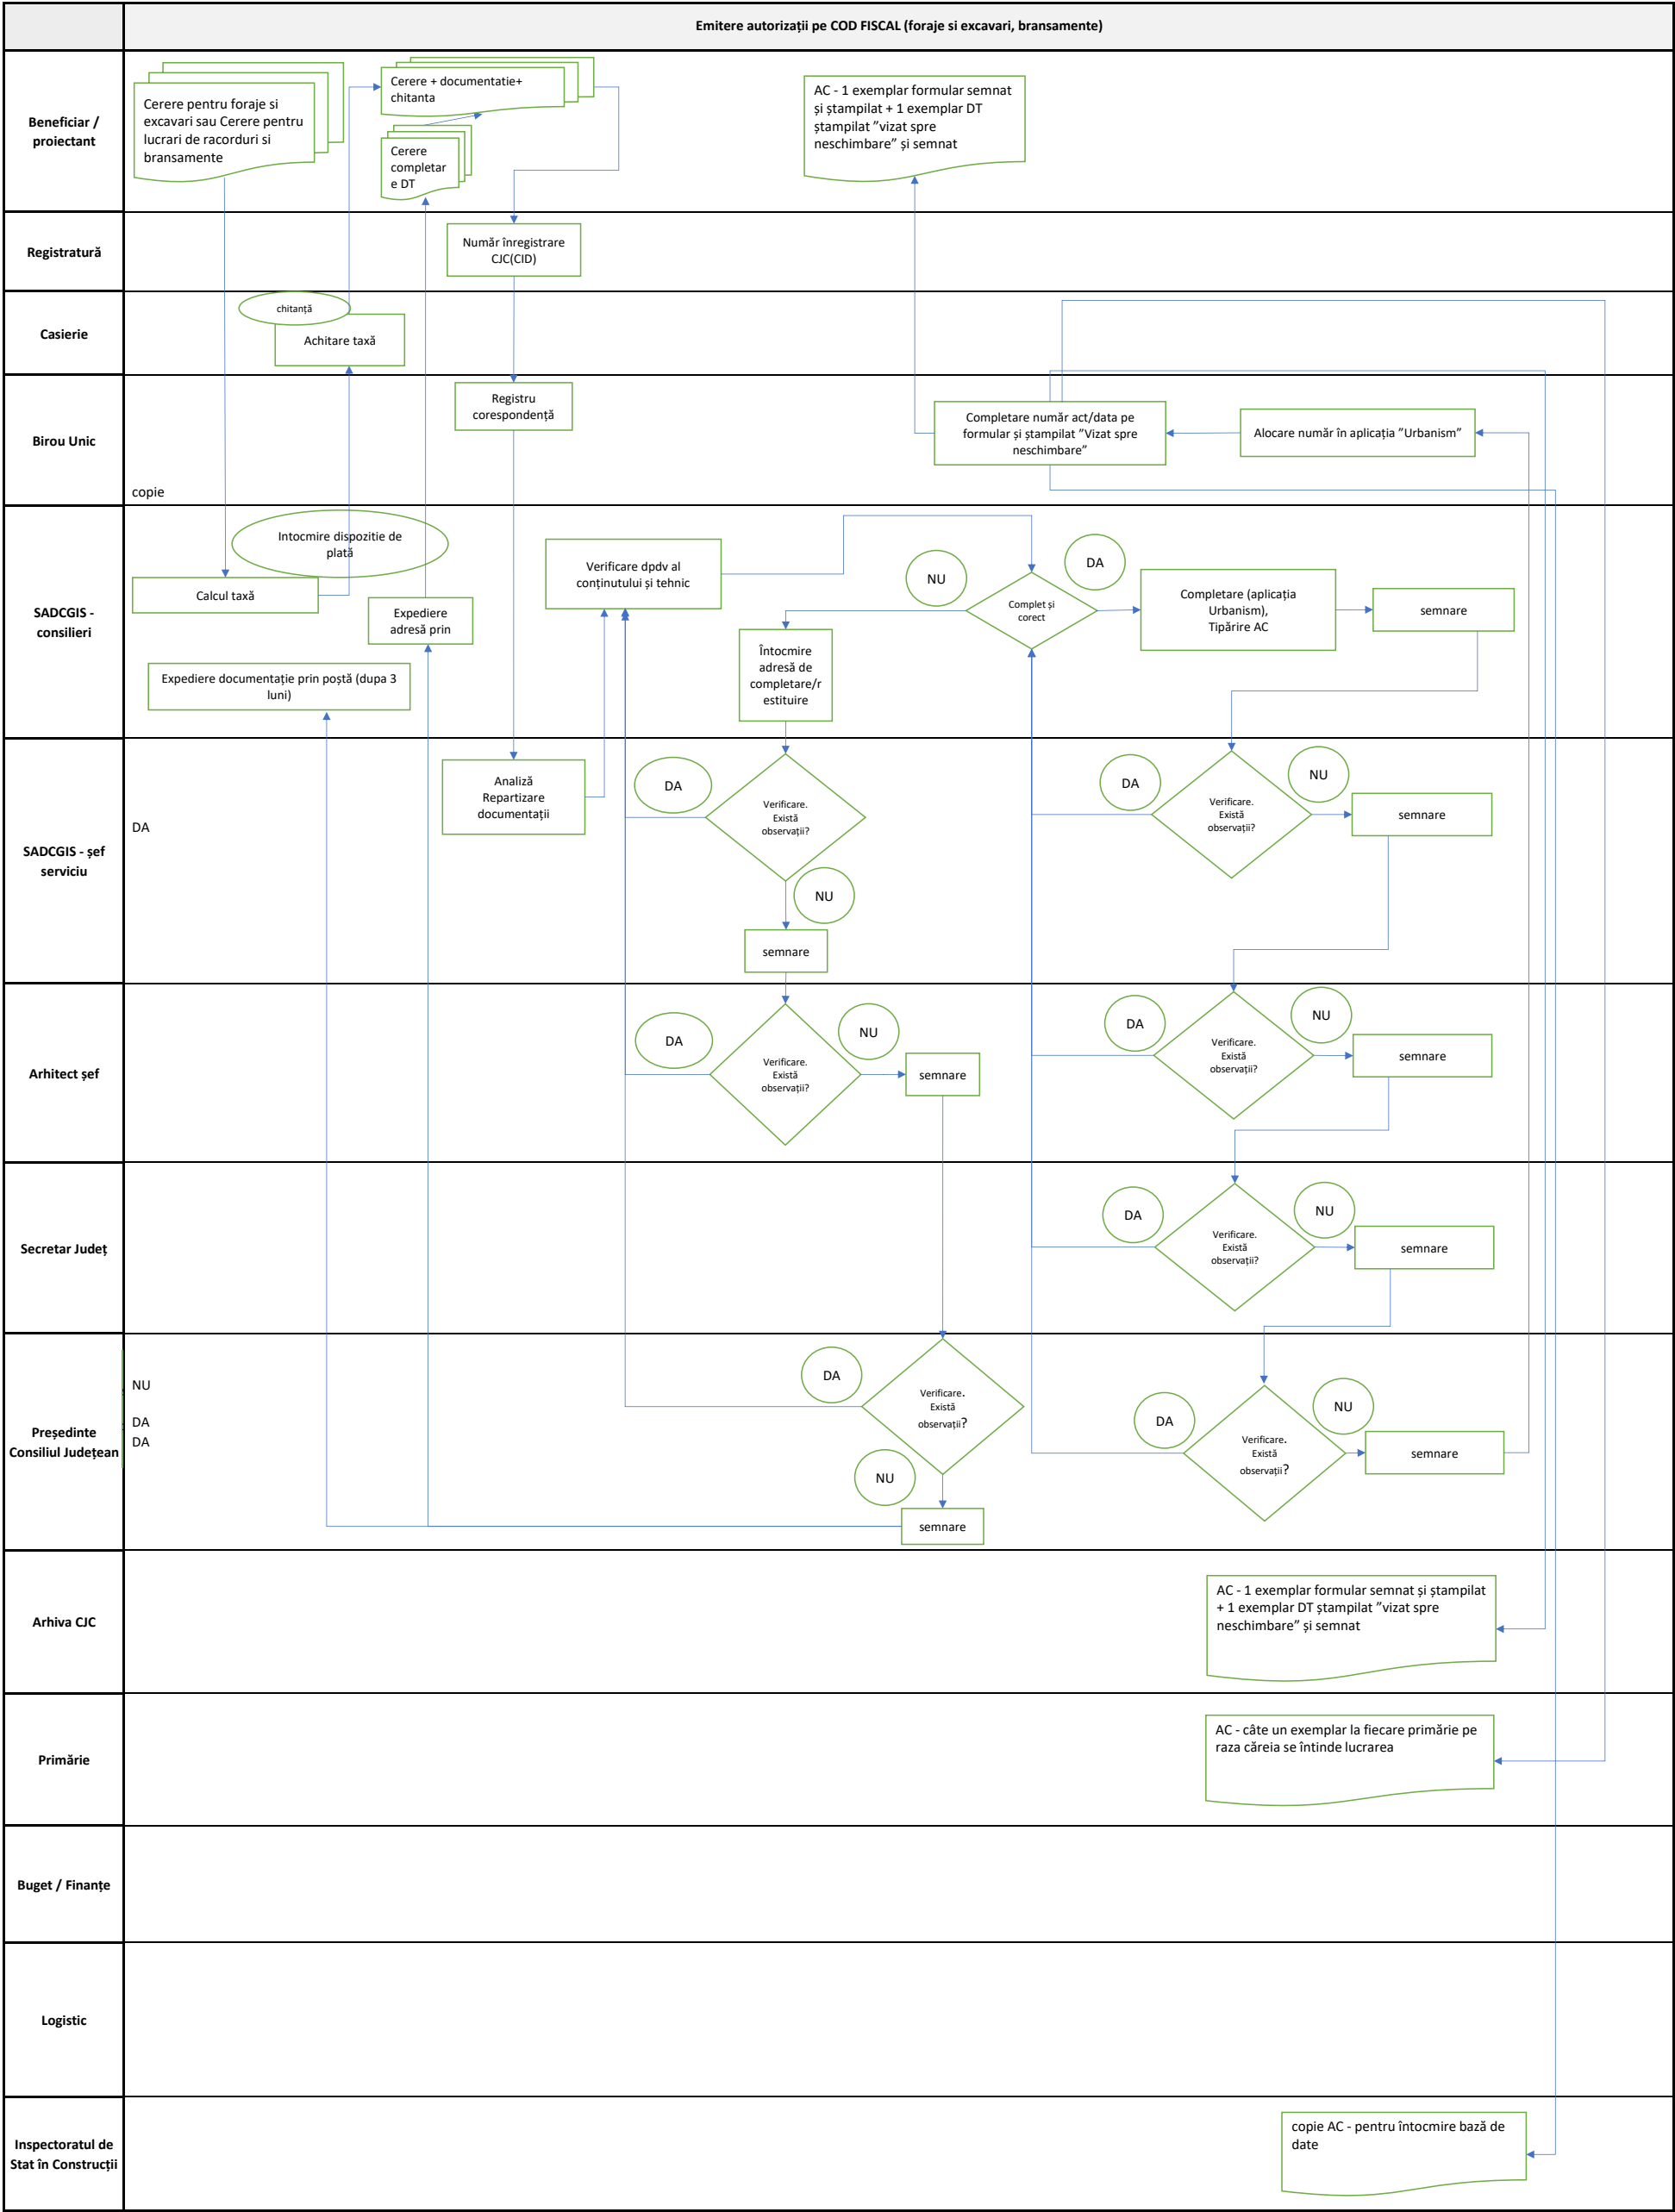 Emitere autorizații pe COD FISCAL (foraje si excavari, bransamente)
Beneficiar /
proiectant
Cerere pentru foraje si
excavari sau Cerere pentru
lucrari de racorduri si
bransamente
Cerere + documentatie+
chitanta
Cerere
completar
e DT
AC - 1 exemplar formular semnat
și ștampilat + 1 exemplar DT
ștampilat ”vizat spre
neschimbare” și semnat
Registratură
Număr înregistrare
CJC(CID)
Casierie
chitanță
Achitare taxă
Birou Unic
Registru
corespondență
Completare număr act/data pe
formular și ștampilat ”Vizat spre
neschimbare”
Alocare număr în aplicația ”Urbanism”
copie
SADCGIS -
consilieri
Intocmire dispozitie de
plată
Calcul taxă
Expediere
adresă prin
Expediere documentație prin poștă (dupa 3
luni)
Verificare dpdv al
conținutului și tehnic
NU
DA
Complet și
corect
Întocmire
adresă de
completare/r
estituire
Completare (aplicația
Urbanism),
Tipărire AC
semnare
SADCGIS - șef
serviciu
DA
Analiză
Repartizare
documentații
DA
Verificare.
Există
observații?
NU
semnare
DA
Verificare.
Există
observații?
NU
semnare
Arhitect șef
DA
Verificare.
Există
observații?
NU
semnare
DA
Verificare.
Există
observații?
NU
semnare
Secretar Județ
DA
Verificare.
Există
observații?
NU
semnare
Președinte
Consiliul Județean
NU
DA
DA
DA
Verificare.
Există
observații?
NU
semnare
DA
Verificare.
Există
observații?
NU
semnare
Arhiva CJC
AC - 1 exemplar formular semnat și ștampilat
+ 1 exemplar DT ștampilat ”vizat spre
neschimbare” și semnat
Primărie
AC - câte un exemplar la fiecare primărie pe
raza căreia se întinde lucrarea
Buget / Finanțe
Logistic
Inspectoratul de
Stat în Construcții
copie AC - pentru întocmire bază de
date